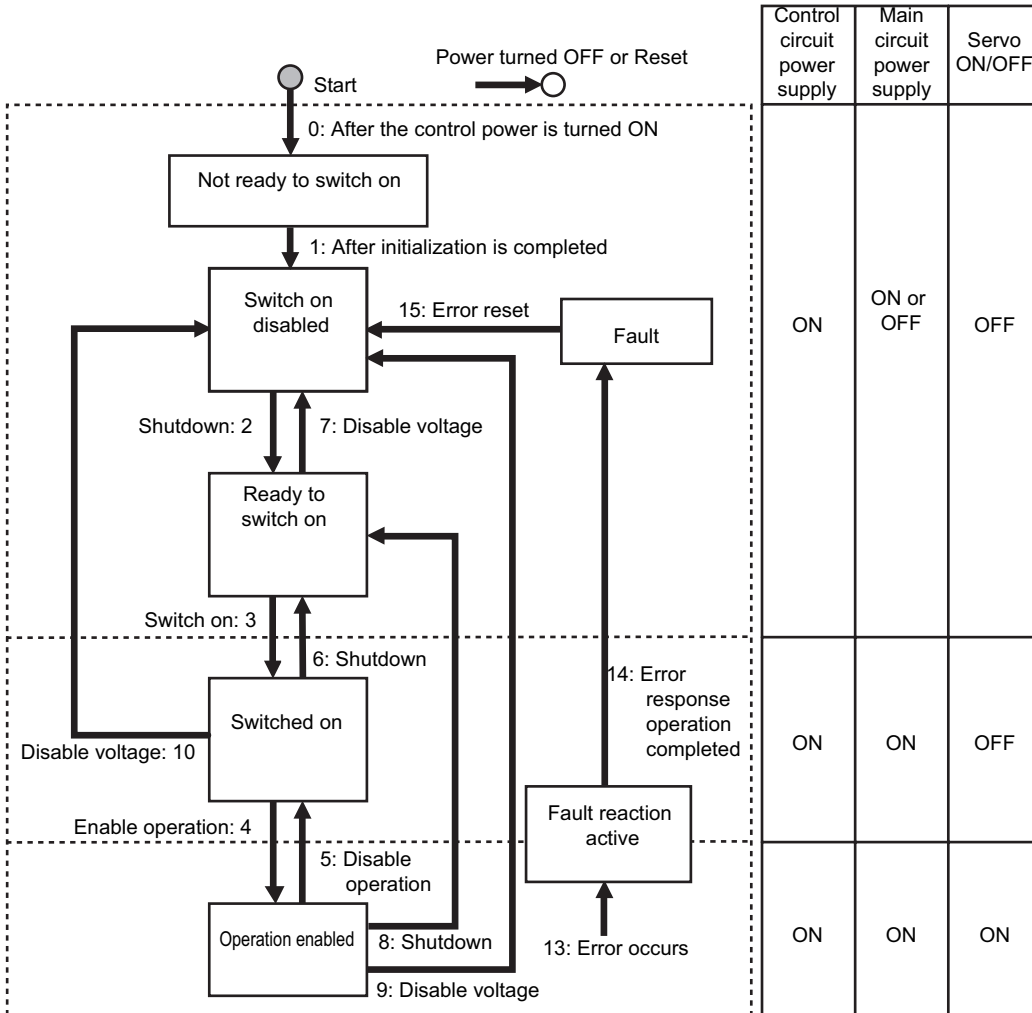 Control
circuit
power
supply
Main
circuit
power
supply
Servo
ON/OFF
Power turned OFF or Reset
Start
0: After the control power is turned ON
Not ready to switch on
1: After initialization is completed
Switch on
disabled
15: Error reset
Fault
ON
ON or
OFF
OFF
Shutdown: 2
7: Disable voltage
Ready to
switch on
Switch on: 3
6: Shutdown
14: Error
response
operation
completed
Switched on
Disable voltage: 10
ON
ON
OFF
Fault reaction
active
Enable operation: 4
5: Disable
operation
Operation enabled
8: Shutdown
13: Error occurs
9: Disable voltage
ON
ON
ON